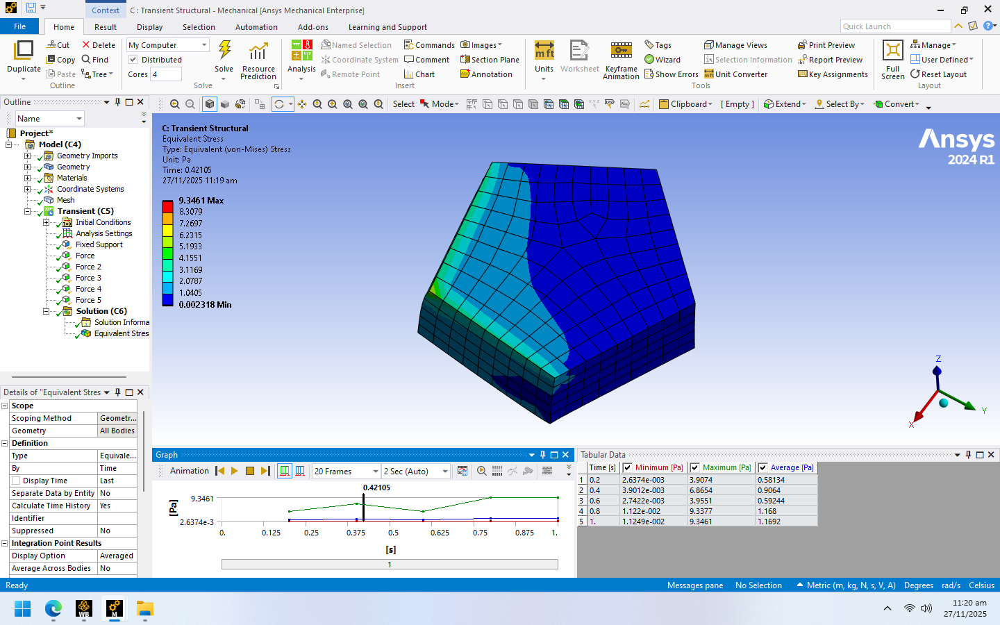 Context
C : Transient Structural - Mechanical [Ansys Mechanical Enterprise]
File Home Result Display Selection Automation Add-ons Learning and Support
Quick Launch
Duplicate
Cut
Copy
Paste
Delete
Find
Tree
Outline
My Computer
Distributed
Cores 4
Solve
Resource Prediction
Solve
Analysis
Named Selection
Coordinate System
Remote Point
Commands
Comment
Chart
Images
Section Plane
Annotation
Insert
Units
Worksheet
Keyframe Animation
Tags
Wizard
Show Errors
Manage Views
Selection Information
Unit Converter
Print Preview
Report Preview
Key Assignments
Tools
Full Screen
Manage
User Defined
Reset Layout
Layout
Select Mode Clipboard [ Empty ] Extend Select By Convert
Outline
Name
Project*
Model (C4)
Geometry Imports
Geometry
Materials
Coordinate Systems
Mesh
Transient (C5)
Initial Conditions
Analysis Settings
Fixed Support
Force
Force 2
Force 3
Force 4
Force 5
Solution (C6)
Solution Informa
Equivalent Stres
Details of "Equivalent Stres
Scope
Scoping Method Geometr...
Geometry All Bodies
Definition
Type Equivale...
By Time
Display Time Last
Separate Data by Entity No
Calculate Time History Yes
Identifier
Suppressed No
Integration Point Results
Display Option Averaged
Average Across Bodies No
C: Transient Structural
Equivalent Stress
Type: Equivalent (von-Mises) Stress
Unit: Pa
Time: 0.42105
27/11/2025 11:19 am
9.3461 Max
8.3079
7.2697
6.2315
5.1933
4.1551
3.1169
2.0787
1.0405
0.002318 Min
Ansys
2024 R1
Z
Y
X
Graph
Animation 20 Frames 2 Sec (Auto)
0.42105
9.3461
[Pa]
2.6374e-3
0. 0.125 0.25 0.375 0.5 0.625 0.75 0.875 1.
[s]
1
Tabular Data
Time [s] Minimum [Pa] Maximum [Pa] Average [Pa]
1 0.2 2.6374e-003 3.9074 0.58134
2 0.4 3.9012e-003 6.8654 0.9064
3 0.6 2.7422e-003 3.9551 0.59244
4 0.8 1.122e-002 9.3377 1.168
5 1. 1.1249e-002 9.3461 1.1692
Ready
Messages pane No Selection Metric (m, kg, N, s, V, A) Degrees rad/s Celsius
WB
M
11:20 am
27/11/2025